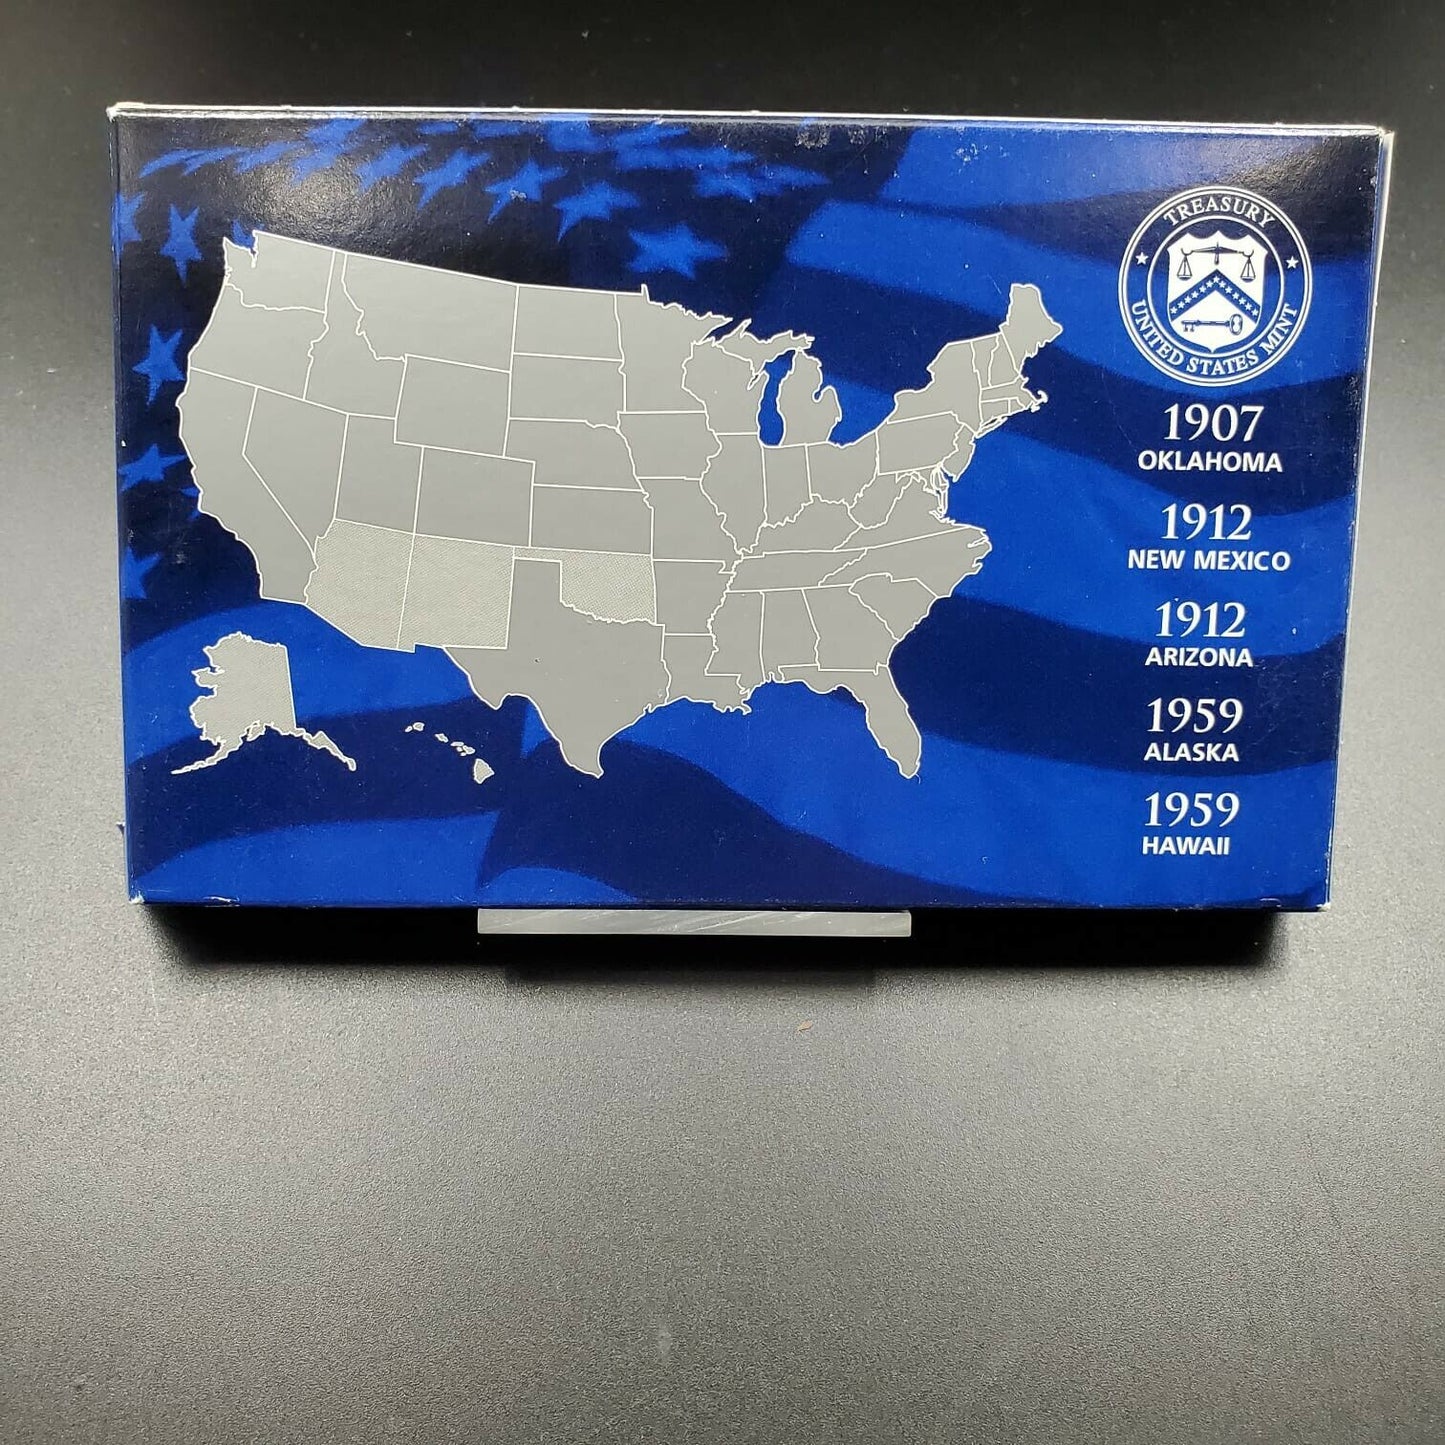 TREASURY
UNITED STATES MINT
1907
OKLAHOMA
1912
NEW MEXICO
1912
ARIZONA
1959
ALASKA
1959
HAWAII